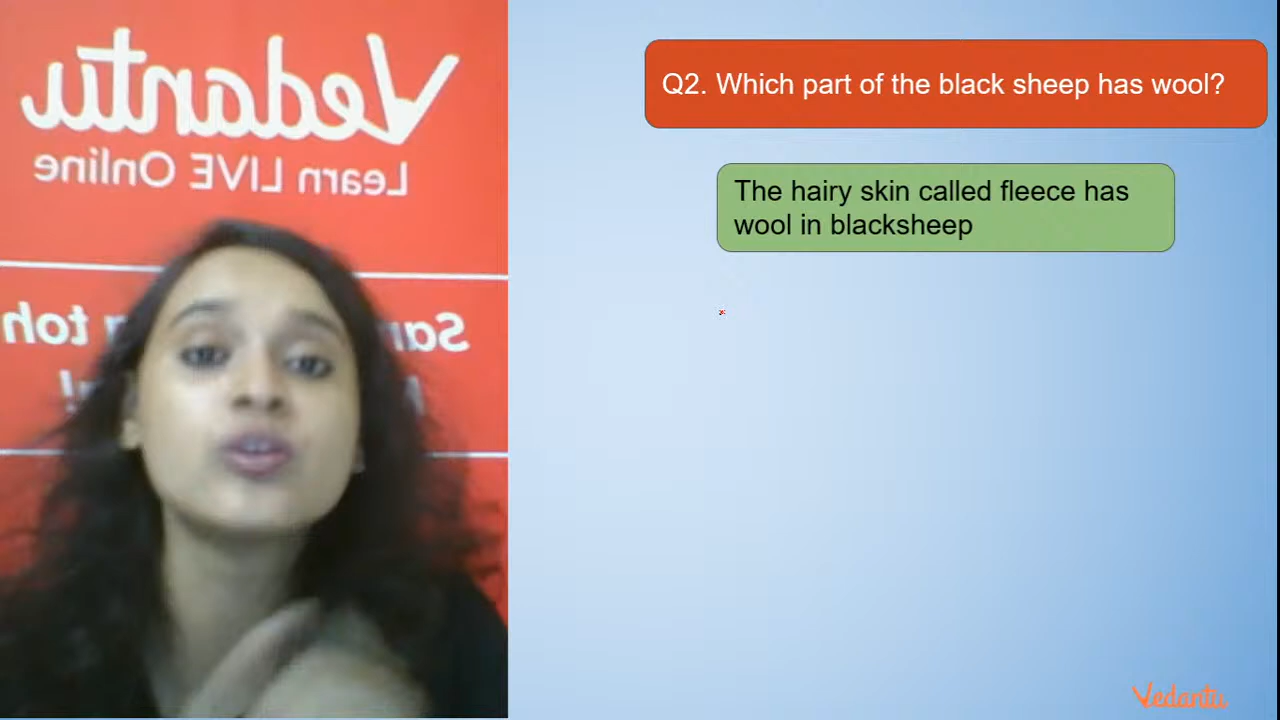 Vedantu
Learn LIVE Online
Q2. Which part of the black sheep has wool?
The hairy skin called fleece has
wool in blacksheep
toh
Vedantu